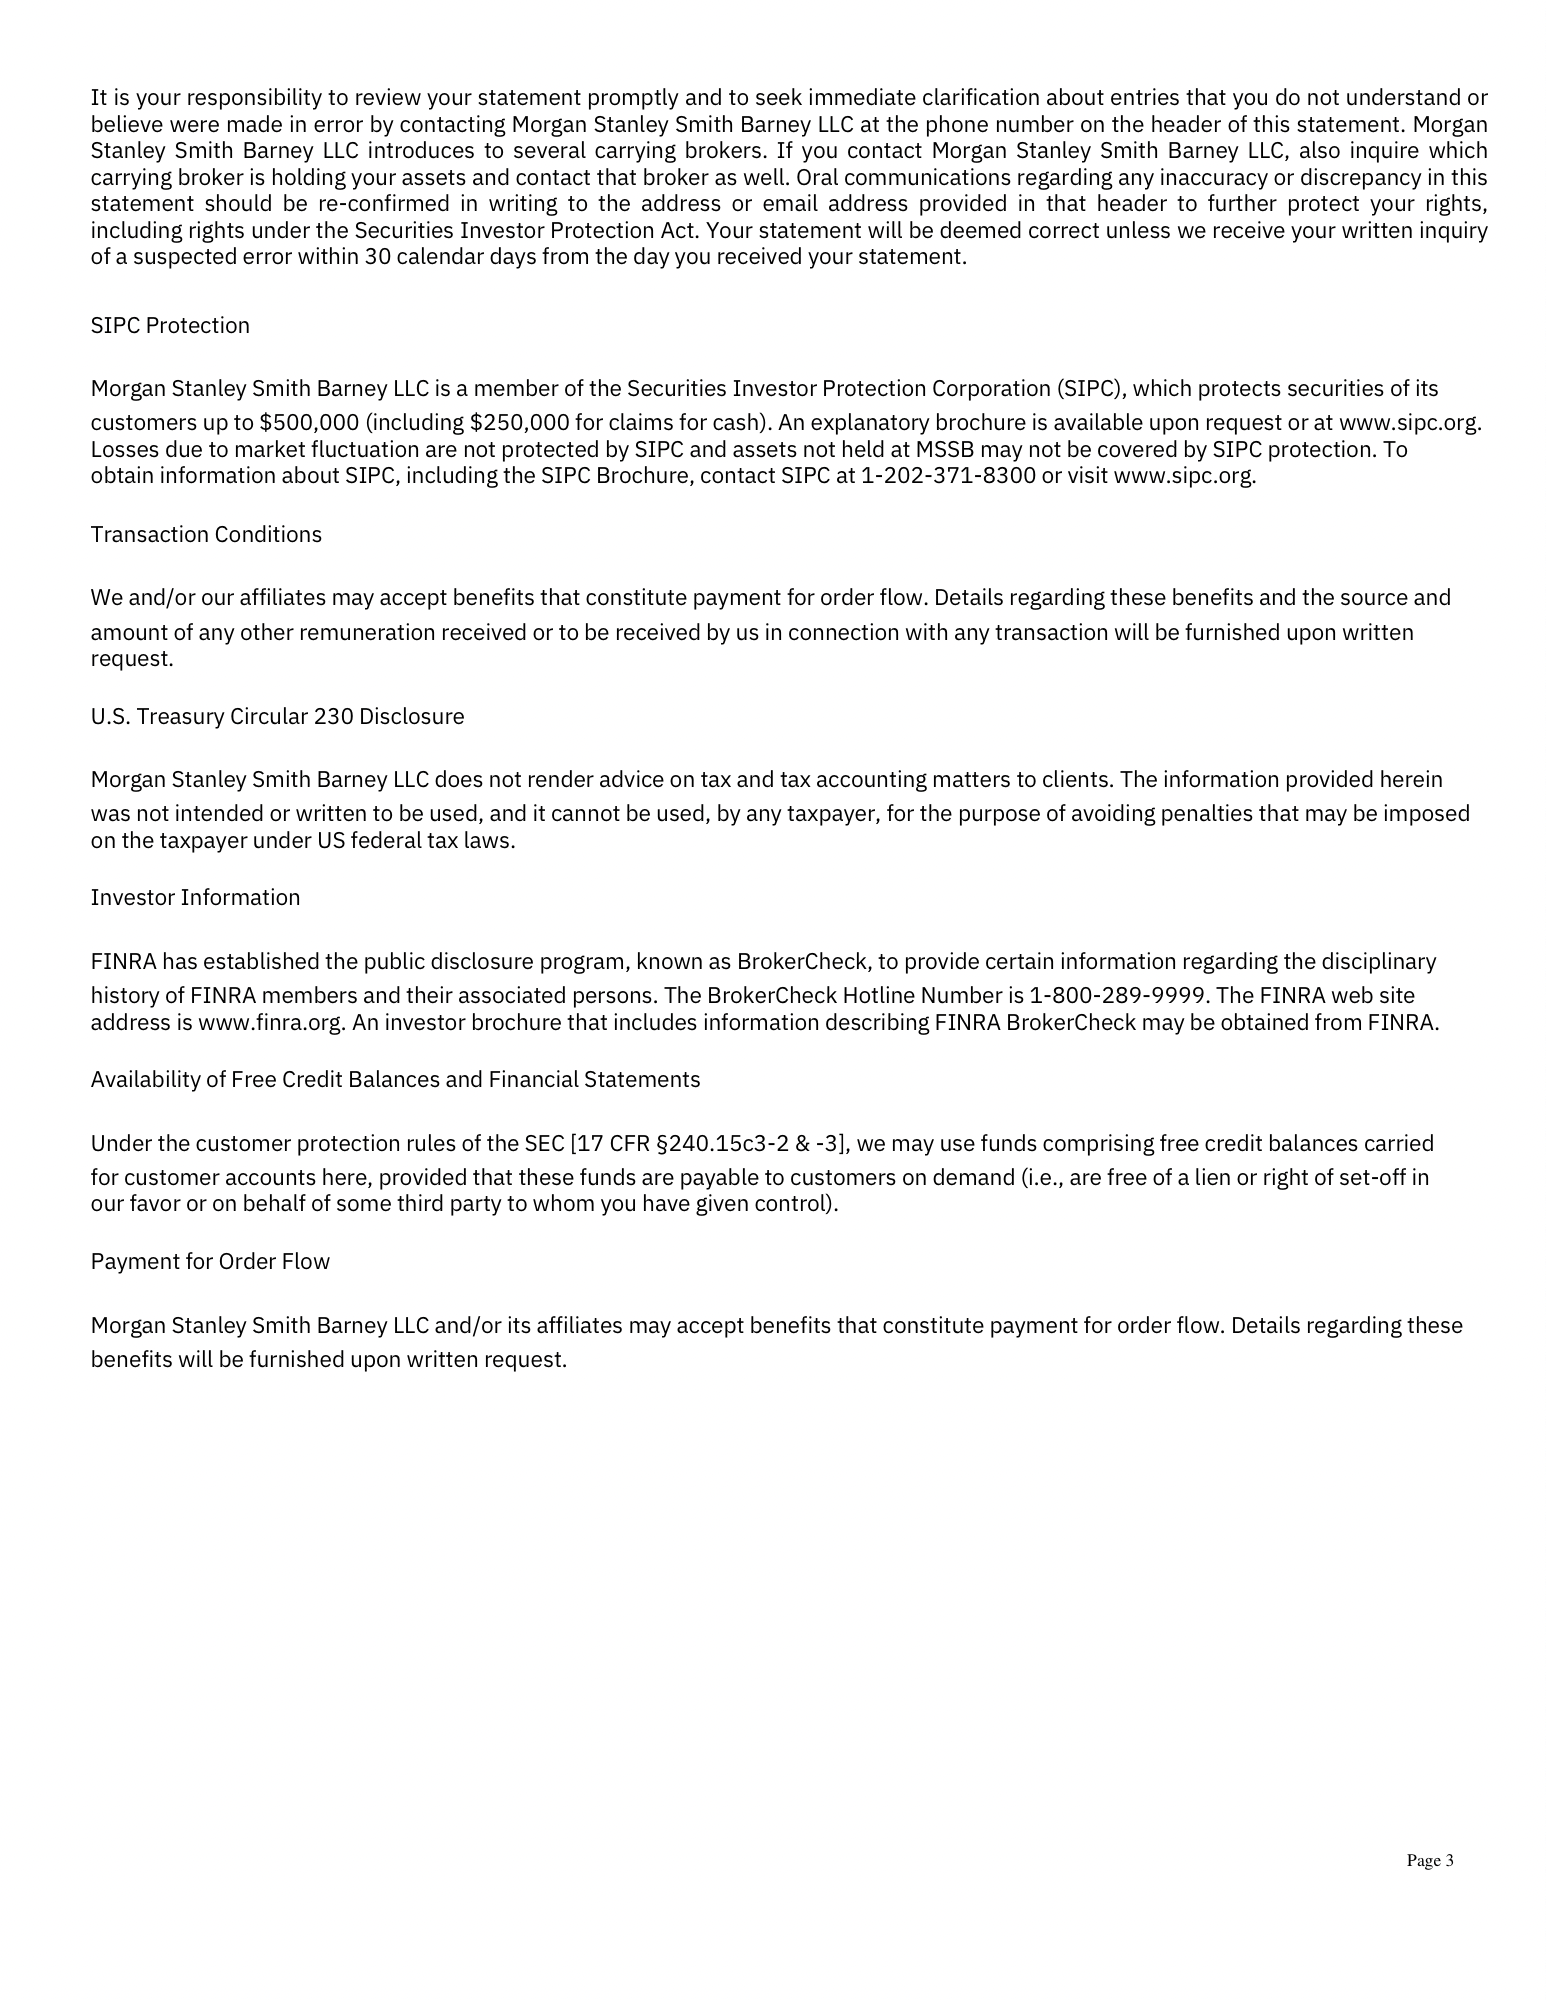 It is your responsibility to review your statement promptly and to seek immediate clarification about entries that you do not understand or
believe were made in error by contacting Morgan Stanley Smith Barney LLC at the phone number on the header of this statement. Morgan
Stanley Smith Barney LLC introduces to several carrying brokers. If you contact Morgan Stanley Smith Barney LLC, also inquire which
carrying broker is holding your assets and contact that broker as well. Oral communications regarding any inaccuracy or discrepancy in this
statement should be re-confirmed in writing to the address or email address provided in that header to further protect your rights,
including rights under the Securities Investor Protection Act. Your statement will be deemed correct unless we receive your written inquiry
of a suspected error within 30 calendar days from the day you received your statement.
SIPC Protection
Morgan Stanley Smith Barney LLC is a member of the Securities Investor Protection Corporation (SIPC), which protects securities of its
customers up to $500,000 (including $250,000 for claims for cash). An explanatory brochure is available upon request or at www.sipc.org.
Losses due to market fluctuation are not protected by SIPC and assets not held at MSSB may not be covered by SIPC protection. To
obtain information about SIPC, including the SIPC Brochure, contact SIPC at 1-202-371-8300 or visit www.sipc.org.
Transaction Conditions
We and/or our affiliates may accept benefits that constitute payment for order flow. Details regarding these benefits and the source and
amount of any other remuneration received or to be received by us in connection with any transaction will be furnished upon written
request.
U.S. Treasury Circular 230 Disclosure
Morgan Stanley Smith Barney LLC does not render advice on tax and tax accounting matters to clients. The information provided herein
was not intended or written to be used, and it cannot be used, by any taxpayer, for the purpose of avoiding penalties that may be imposed
on the taxpayer under US federal tax laws.
Investor Information
FINRA has established the public disclosure program, known as BrokerCheck, to provide certain information regarding the disciplinary
history of FINRA members and their associated persons. The BrokerCheck Hotline Number is 1-800-289-9999. The FINRA web site
address is www.finra.org. An investor brochure that includes information describing FINRA BrokerCheck may be obtained from FINRA.
Availability of Free Credit Balances and Financial Statements
Under the customer protection rules of the SEC [17 CFR §240.15c3-2 & -3], we may use funds comprising free credit balances carried
for customer accounts here, provided that these funds are payable to customers on demand (i.e., are free of a lien or right of set-off in
our favor or on behalf of some third party to whom you have given control).
Payment for Order Flow
Morgan Stanley Smith Barney LLC and/or its affiliates may accept benefits that constitute payment for order flow. Details regarding these
benefits will be furnished upon written request.
Page 3